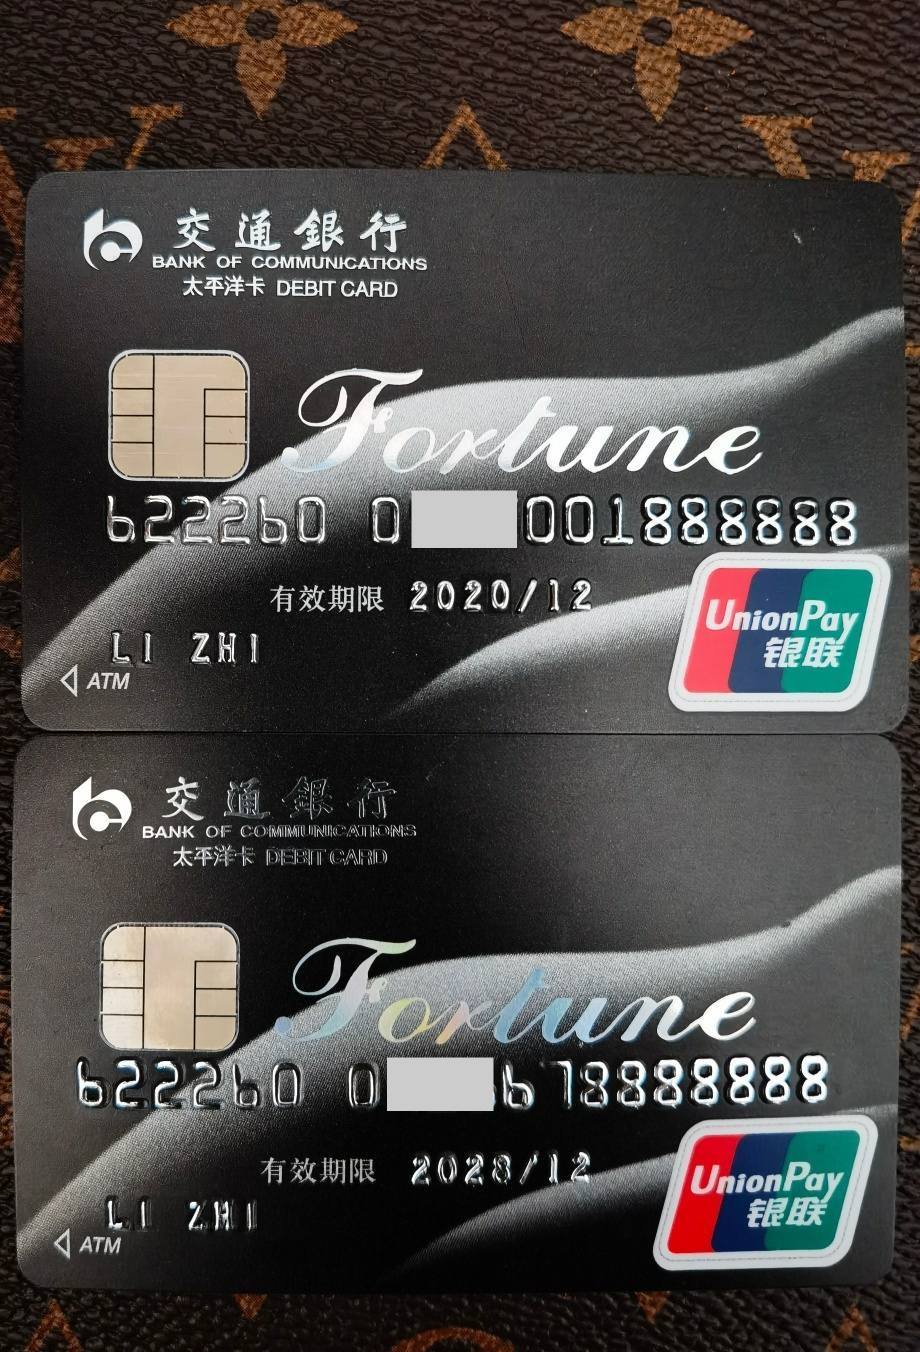 交通銀行
BANK OF COMMUNICATIONS
太平洋卡 DEBIT CARD
Fortune
622260 0 001888888
有效期限 2020/12
LI ZHI
ATM
UnionPay
银联
交通銀行
BANK OF COMMUNICATIONS
太平洋卡 DEBIT CARD
Fortune
622260 0 678888888
有效期限 2028/12
LI ZHI
ATM
UnionPay
银联